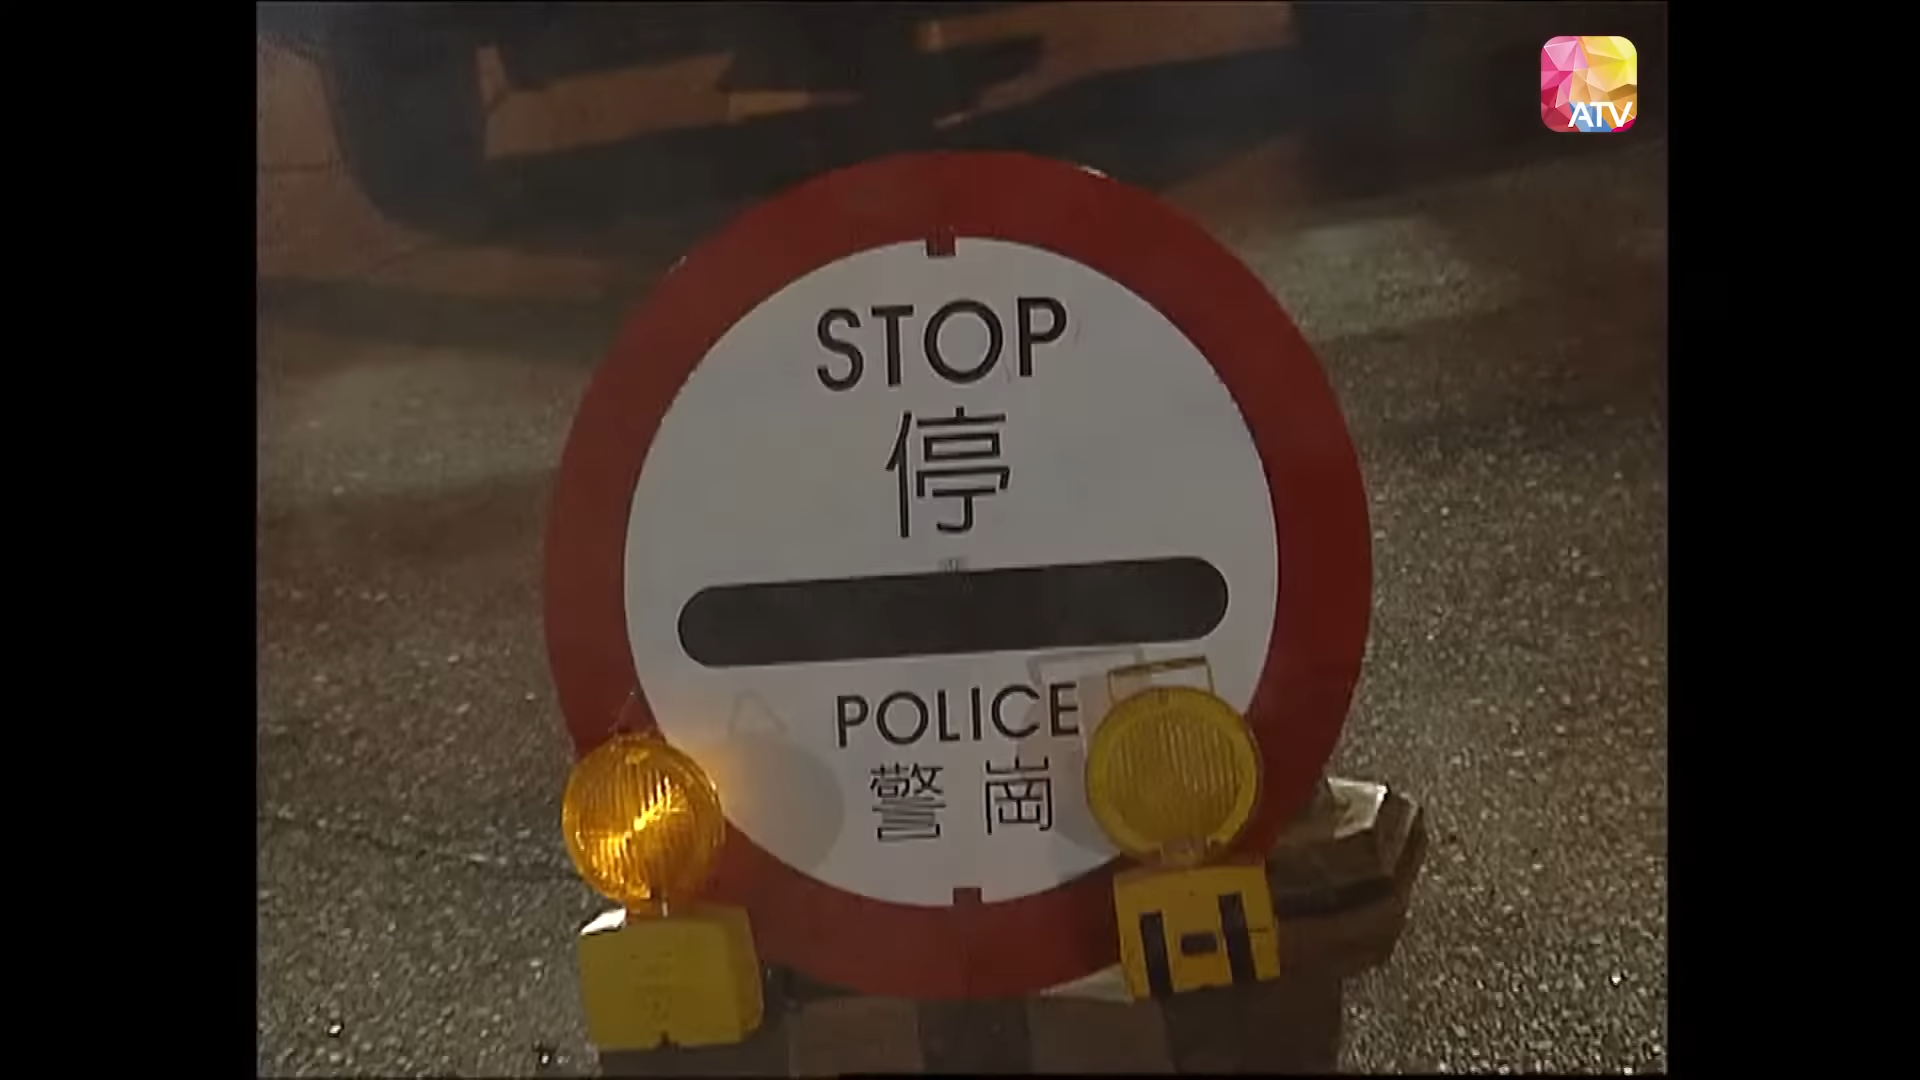 ATV
STOP
停
POLICE
警崗